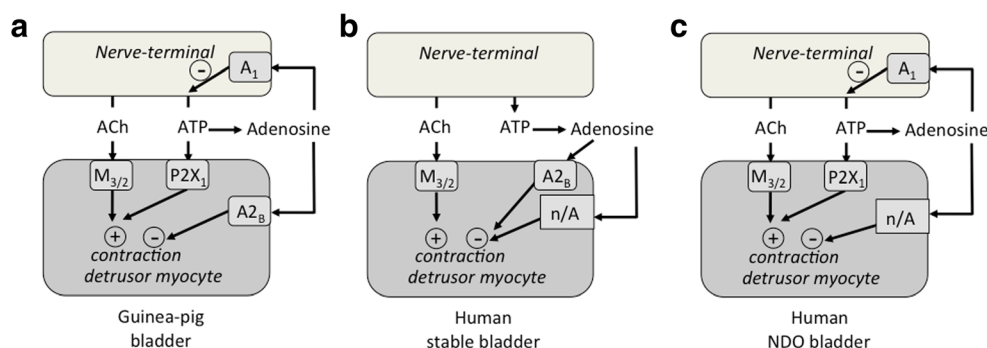 a
Nerve-terminal
-
A1
ACh
ATP
Adenosine
M3/2
P2X1
A2B
+
-
contraction
detrusor myocyte
Guinea-pig
bladder
b
Nerve-terminal
ACh
ATP
Adenosine
M3/2
A2B
n/A
+
-
contraction
detrusor myocyte
Human
stable bladder
c
Nerve-terminal
-
A1
ACh
ATP
Adenosine
M3/2
P2X1
n/A
+
-
contraction
detrusor myocyte
Human
NDO bladder